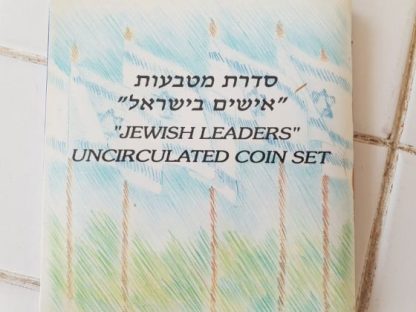 סדרת מטבעות
"אישים בישראל"
"JEWISH LEADERS"
UNCIRCULATED COIN SET